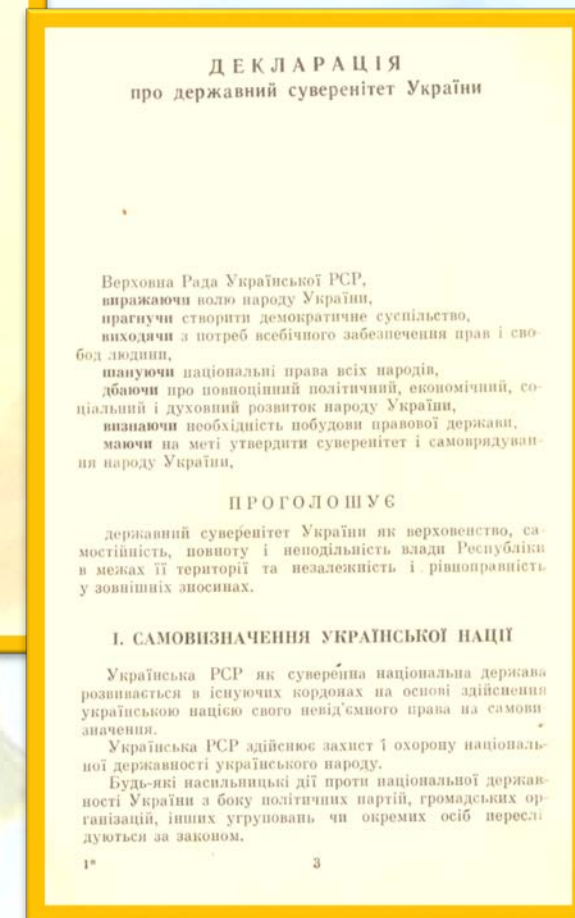 ДЕКЛАРАЦІЯ
про державний суверенітет України
Верховна Рада Української РСР,
виражаючи волю народу України,
прагнучи створити демократичне суспільство,
виходячи з потреб всебічного забезпечення прав і сво-
бод людини,
шануючи національні права всіх народів,
дбаючи про повноцінний політичний, економічний, со-
ціальний і духовний розвиток народу України,
визнаючи необхідність побудови правової держави,
маючи на меті утвердити суверенітет і самоврядуван-
ня народу України,
ПРОГОЛОШУЄ
державний суверенітет України як верховенство, са-
мостійність, повноту і неподільність влади Республіки
в межах її території та незалежність і рівноправність
у зовнішніх зносинах.
І. САМОВИЗНАЧЕННЯ УКРАЇНСЬКОЇ НАЦІЇ
Українська РСР як суверенна національна держава
розвивається в існуючих кордонах на основі здійснення
українською нацією свого невід'ємного права на самови
значення.
Українська РСР здійснює захист і охорону національ-
ної державності українського народу.
Будь-які насильницькі дії проти національної держав-
ності України з боку політичних партій, громадських ор-
ганізацій, інших угруповань чи окремих осіб переслі
дуються за законом.
1* 3